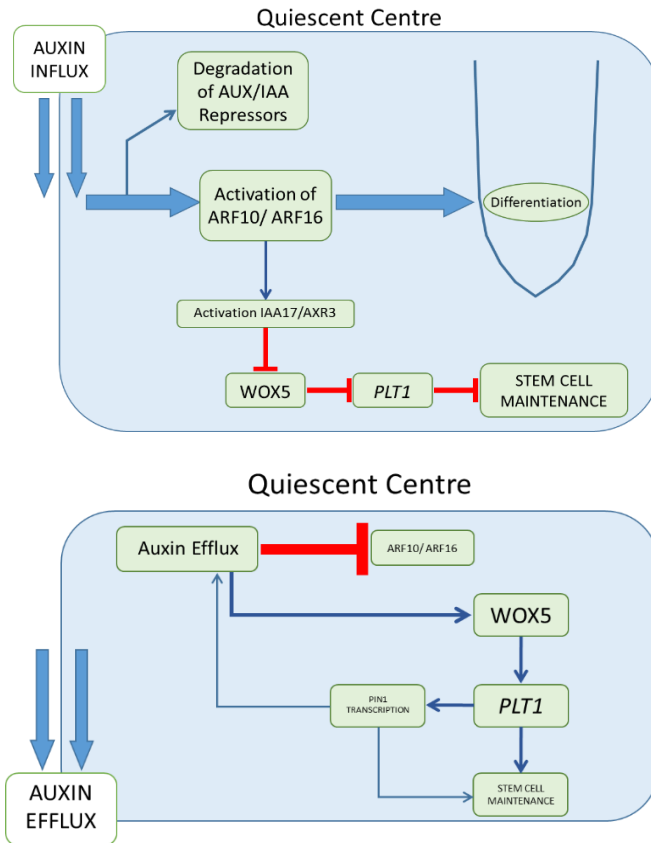 Quiescent Centre
AUXIN
INFLUX
Degradation
of AUX/IAA
Repressors
Activation of
ARF10/ ARF16
Differentiation
Activation IAA17/AXR3
WOX5
PLT1
STEM CELL
MAINTENANCE
Quiescent Centre
Auxin Efflux
ARF10/ ARF16
WOX5
PIN1
TRANSCRIPTION
PLT1
STEM CELL
MAINTENANCE
AUXIN
EFFLUX